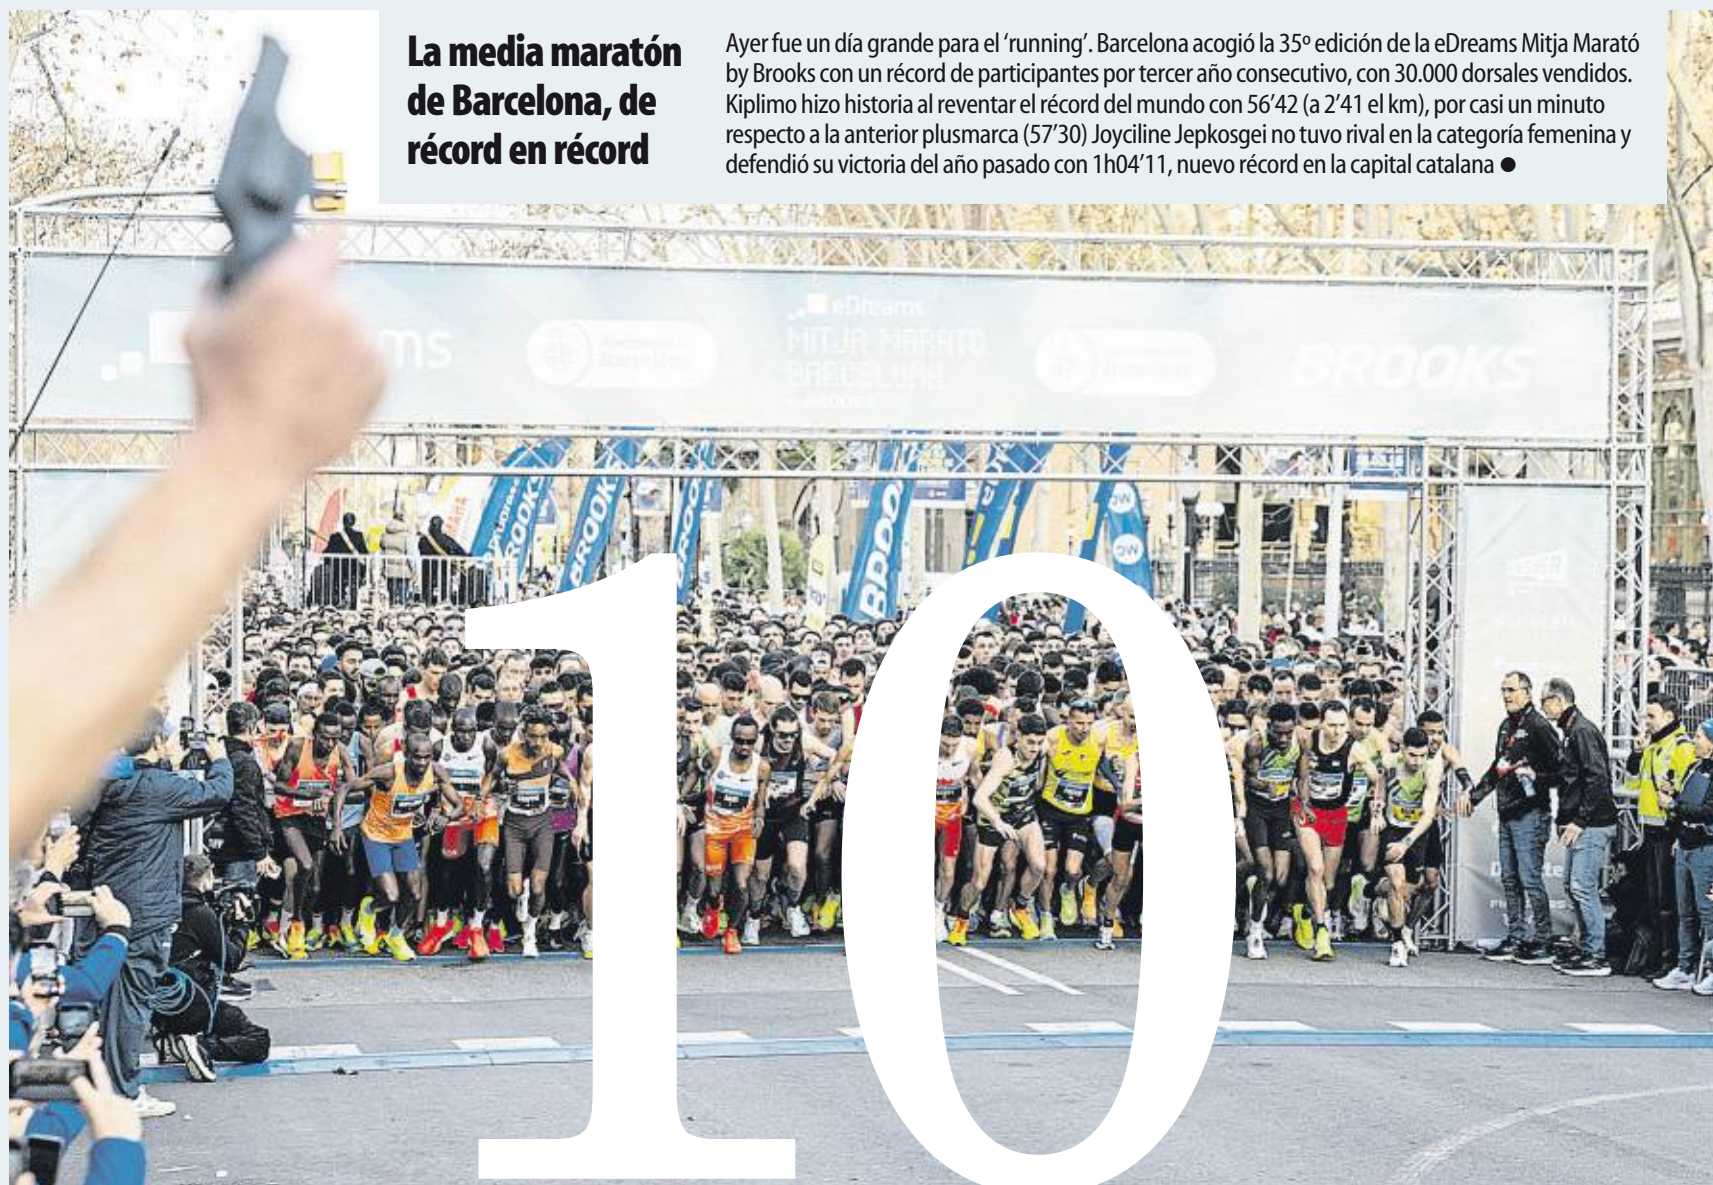 La media maratón
de Barcelona, de
récord en récord
Ayer fue un día grande para el ‘running’. Barcelona acogió la 35º edición de la eDreams Mitja Marató
by Brooks con un récord de participantes por tercer año consecutivo, con 30.000 dorsales vendidos.
Kiplimo hizo historia al reventar el récord del mundo con 56’42 (a 2’41 el km), por casi un minuto
respecto a la anterior plusmarca (57’30) Joyciline Jepkosgei no tuvo rival en la categoría femenina y
defendió su victoria del año pasado con 1h04’11, nuevo récord en la capital catalana ●
ms
eDreams
MITJA MARATÓ
BARCELONA
BROOKS
BROOKS
BROOKS
BROOKS
10